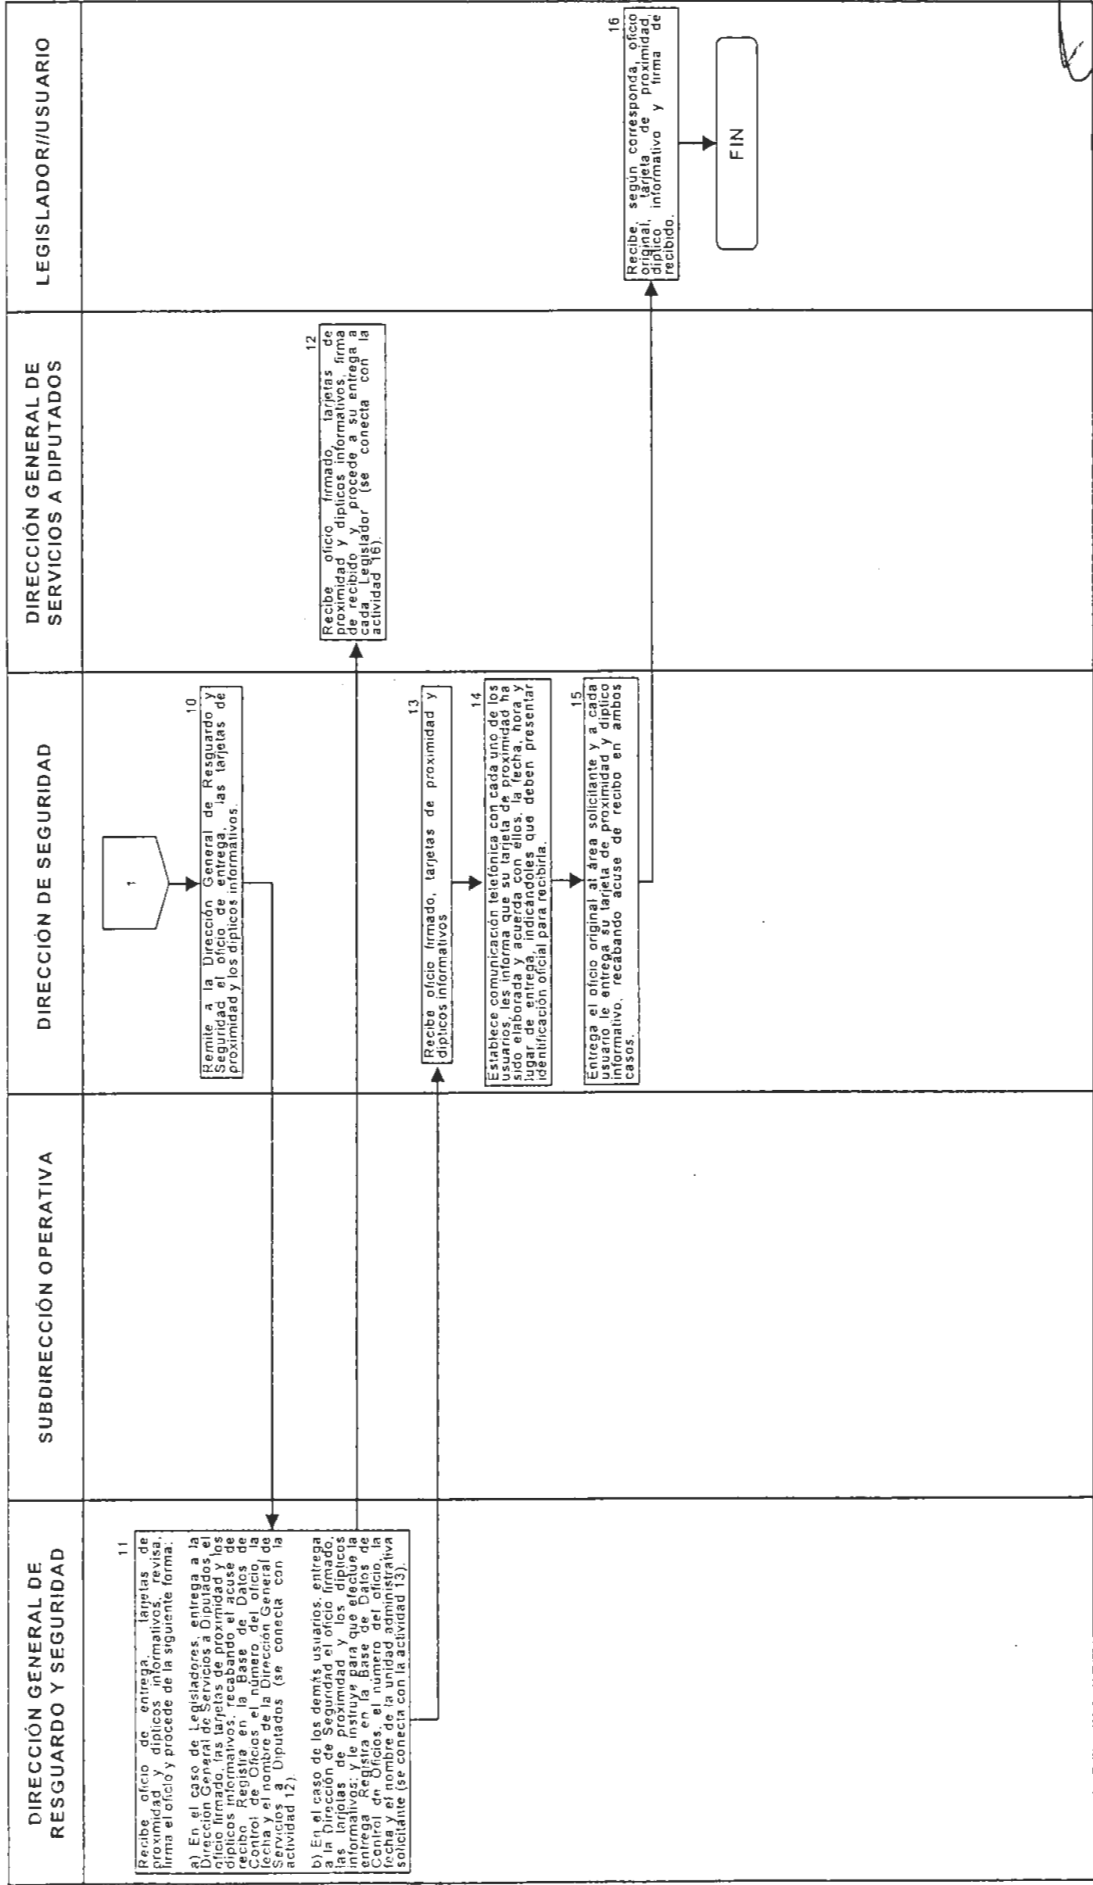 DIRECCIÓN GENERAL DE
RESGUARDO Y SEGURIDAD
SUBDIRECCIÓN OPERATIVA
DIRECCIÓN DE SEGURIDAD
DIRECCIÓN GENERAL DE
SERVICIOS A DIPUTADOS
LEGISLADOR//USUARIO
1
10
Remite a la Dirección General de Resguardo y
Seguridad el oficio de entrega, las tarjetas de
proximidad y los dípticos informativos.
11
Recibe oficio de entrega, tarjetas de
proximidad y dípticos informativos, revisa,
firma el oficio y procede de la siguiente forma:
a) En el caso de Legisladores, entrega a la
Dirección General de Servicios a Diputados, el
oficio firmado, las tarjetas de proximidad y los
dípticos informativos, recabando el acuse de
recibo Registra en la Base de Datos de
Control de Oficios el número del oficio, la
fecha y el nombre de la Dirección General de
Servicios a Diputados (se conecta con la
actividad 12).
b) En el caso de los demás usuarios, entrega
a la Dirección de Seguridad el oficio firmado,
las tarjetas de proximidad y los dípticos
informativos; y le instruye para que efectúe la
entrega Registra en la Base de Datos de
Control de Oficios, el número del oficio, la
fecha y el nombre de la unidad administrativa
solicitante (se conecta con la actividad 13).
12
Recibe oficio firmado, tarjetas de
proximidad y dípticos informativos, firma
de recibido y procede a su entrega a
cada Legislador (se conecta con la
actividad 16).
13
Recibe oficio firmado, tarjetas de proximidad y
dípticos informativos
14
Establece comunicación telefónica con cada uno de los
usuarios, les informa que su tarjeta de proximidad ha
sido elaborada y acuerda con ellos, la fecha, hora y
lugar de entrega, indicándoles que deben presentar
identificación oficial para recibirla.
15
Entrega el oficio original al área solicitante y a cada
usuario le entrega su tarjeta de proximidad y díptico
informativo, recabando acuse de recibo en ambos
casos.
16
Recibe, según corresponda, oficio
original, tarjeta de proximidad,
díptico informativo y firma de
recibido.
FIN